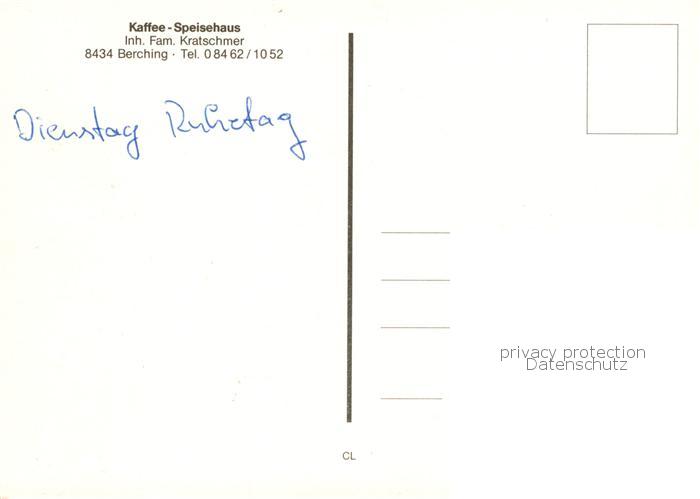 Kaffee - Speisehaus
Inh. Fam. Kratschmer
8434 Berching · Tel. 0 84 62 / 10 52
Dienstag Ruhetag
privacy protection
Datenschutz
CL